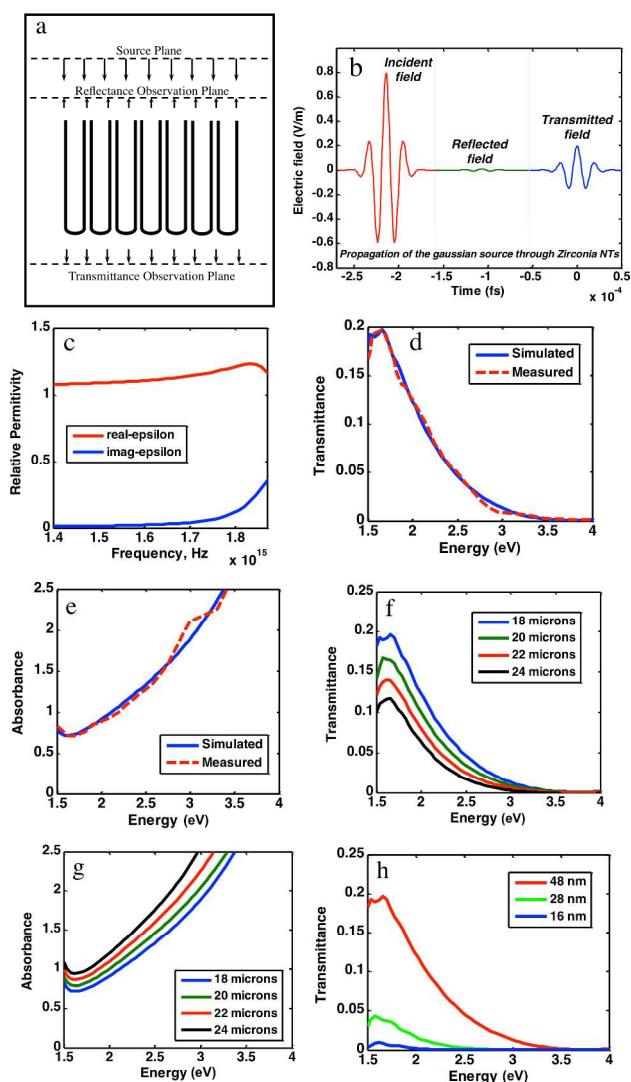 a
Source Plane
Reflectance Observation Plane
Transmittance Observation Plane
b
Incident
field
Reflected
field
Transmitted
field
Propagation of the gaussian source through Zirconia NTs
Electric field (V/m)
0.8
0.6
0.4
0.2
0
-0.2
-0.4
-0.6
-0.8
-2.5 -2 -1.5 -1 -0.5 0 0.5
Time (fs)
x 10⁻⁴
c
Relative Permitivity
1.5
1
0.5
0
real-epsilon
imag-epsilon
1.4 1.5 1.6 1.7 1.8
Frequency, Hz
x 10¹⁵
d
Transmittance
0.2
0.15
0.1
0.05
0
Simulated
Measured
1.5 2 2.5 3 3.5 4
Energy (eV)
e
Absorbance
2.5
2
1.5
1
0.5
0
Simulated
Measured
1.5 2 2.5 3 3.5 4
Energy (eV)
f
Transmittance
0.25
0.2
0.15
0.1
0.05
0
18 microns
20 microns
22 microns
24 microns
1.5 2 2.5 3 3.5 4
Energy (eV)
g
Absorbance
2.5
2
1.5
1
0.5
0
18 microns
20 microns
22 microns
24 microns
1.5 2 2.5 3 3.5 4
Energy (eV)
h
Transmittance
0.25
0.2
0.15
0.1
0.05
0
48 nm
28 nm
16 nm
1.5 2 2.5 3 3.5 4
Energy (eV)